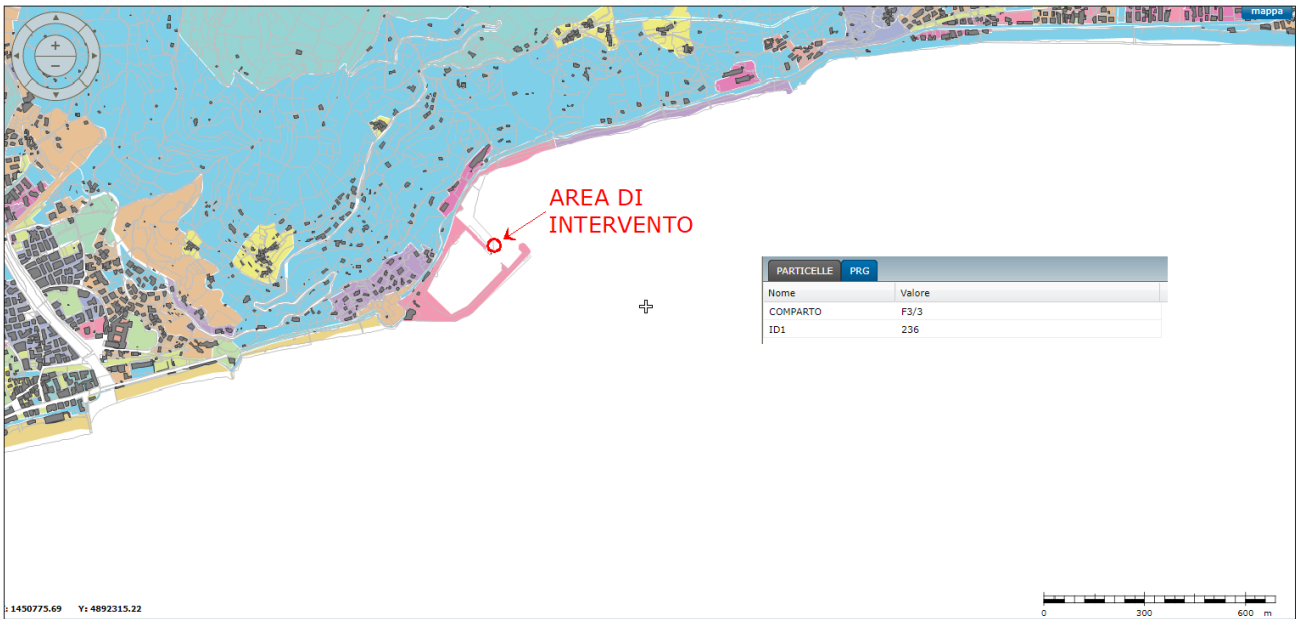 mappa
AREA DI
INTERVENTO
PARTICELLE PRG
Nome Valore
COMPARTO F3/3
ID1 236
: 1450775.69 Y: 4892315.22
0 300 600 m